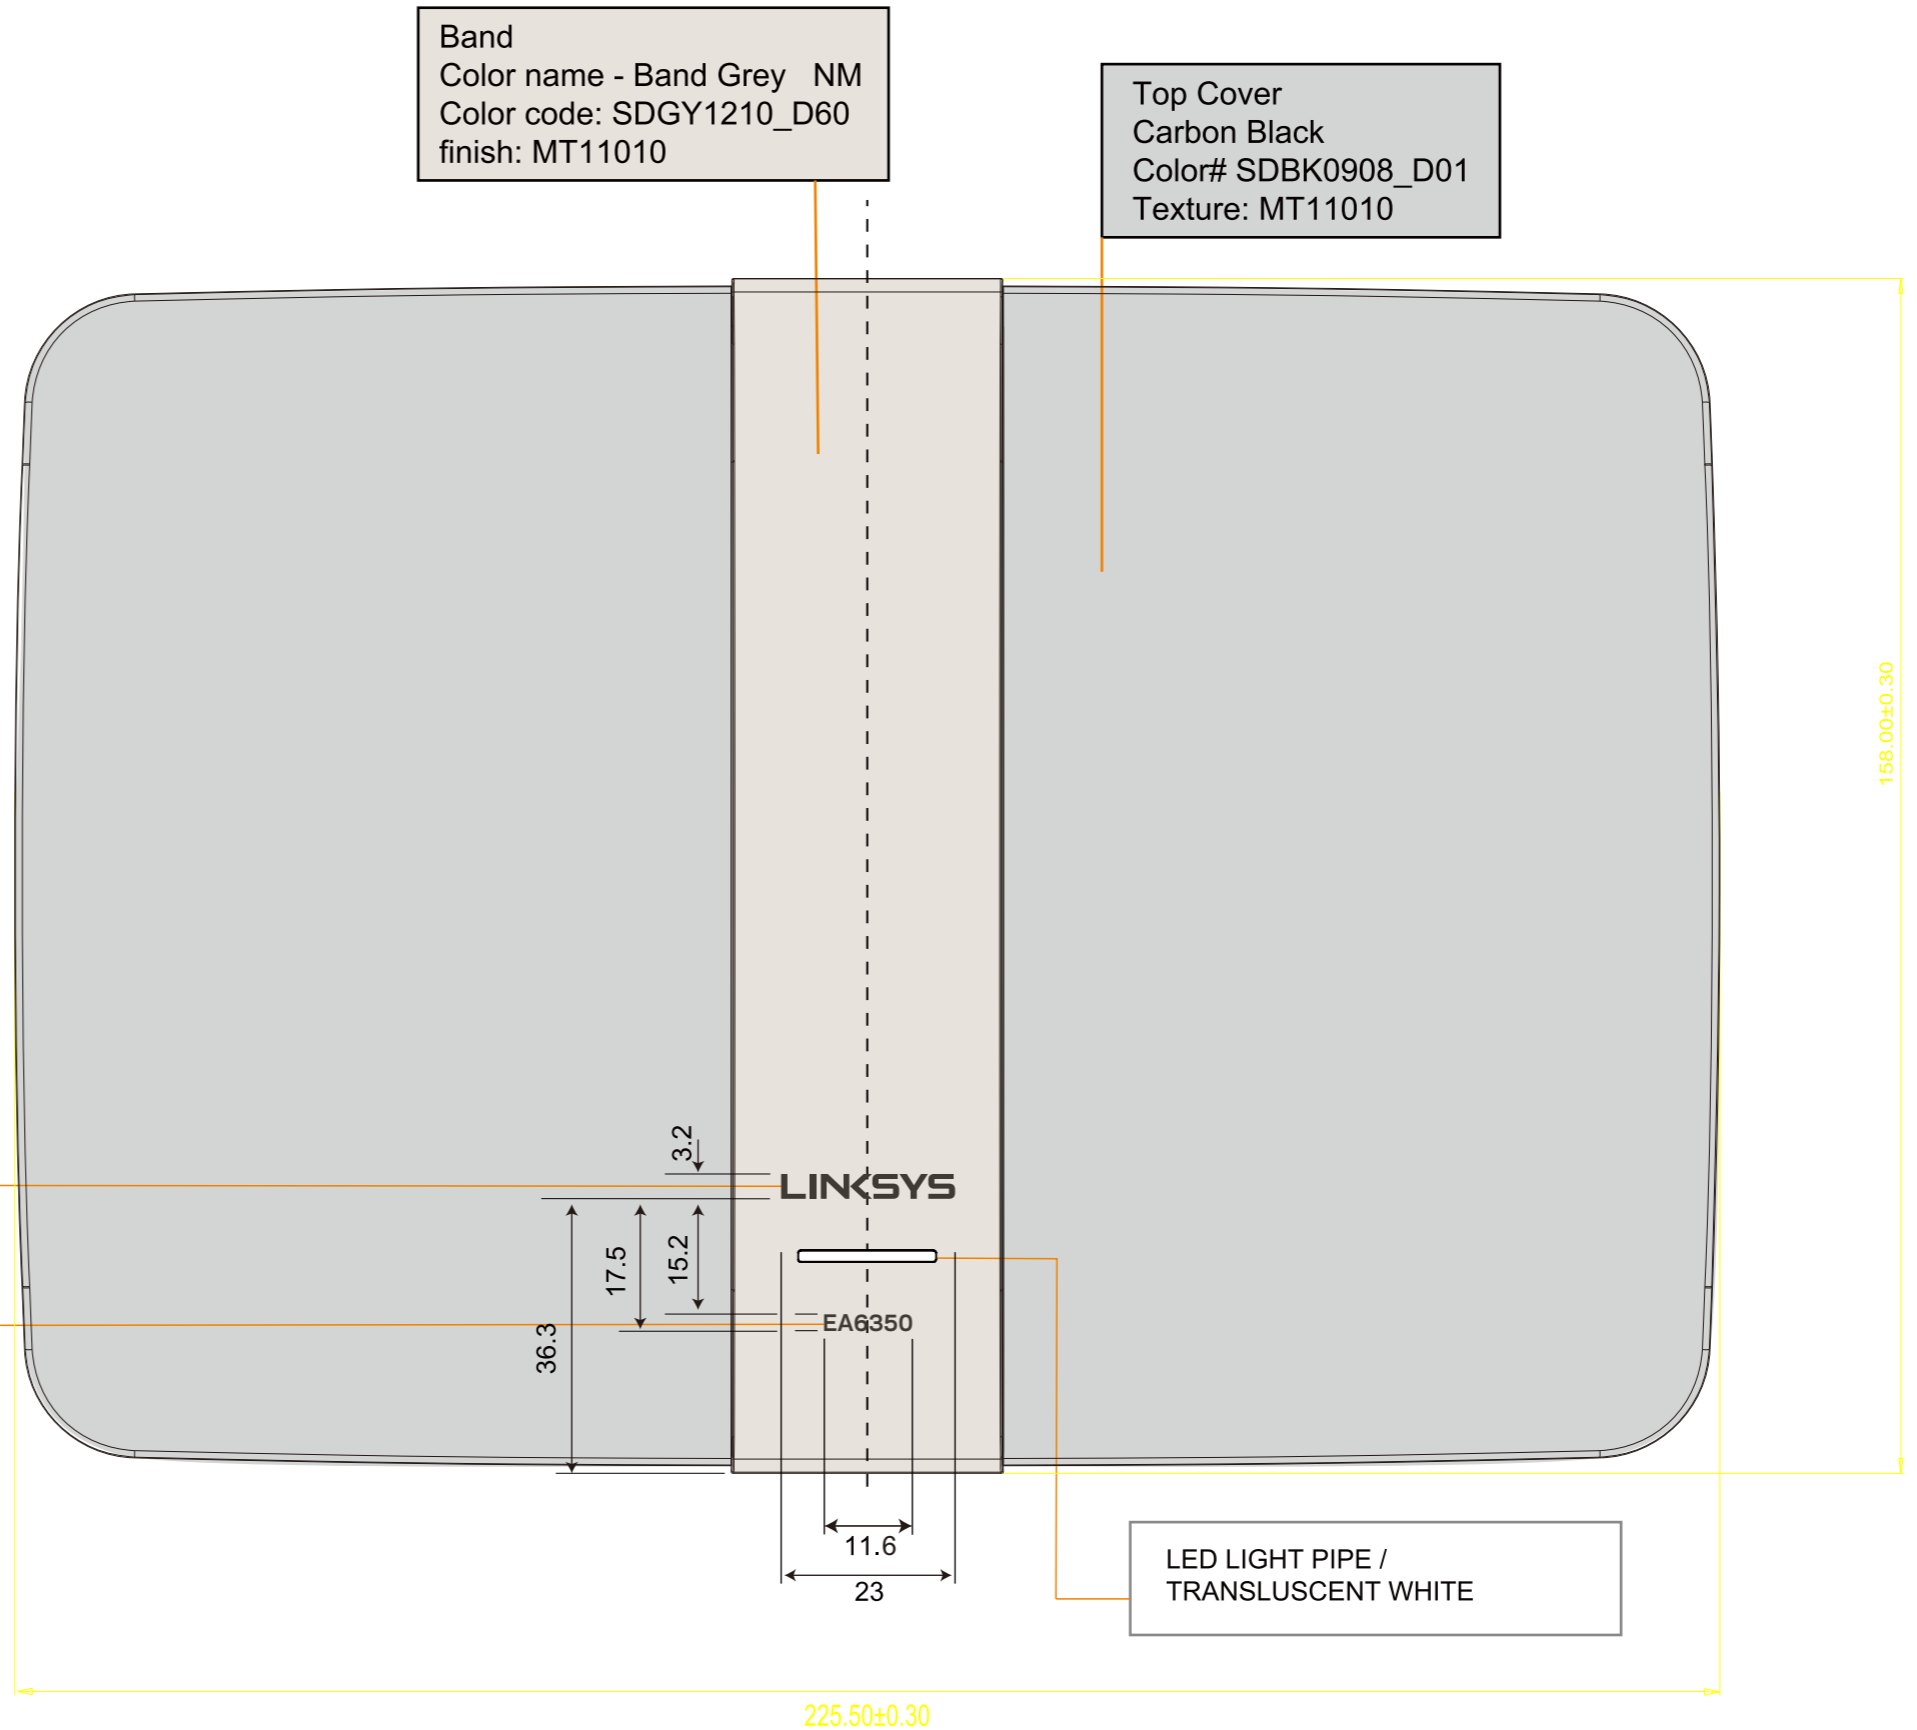 Band
Color name - Band Grey NM
Color code: SDGY1210_D60
finish: MT11010
Top Cover
Carbon Black
Color# SDBK0908_D01
Texture: MT11010
158.00±0.30
3.2
LINKSYS
17.5
15.2
36.3
EA6350
11.6
23
LED LIGHT PIPE /
TRANSLUSCENT WHITE
225.50±0.30